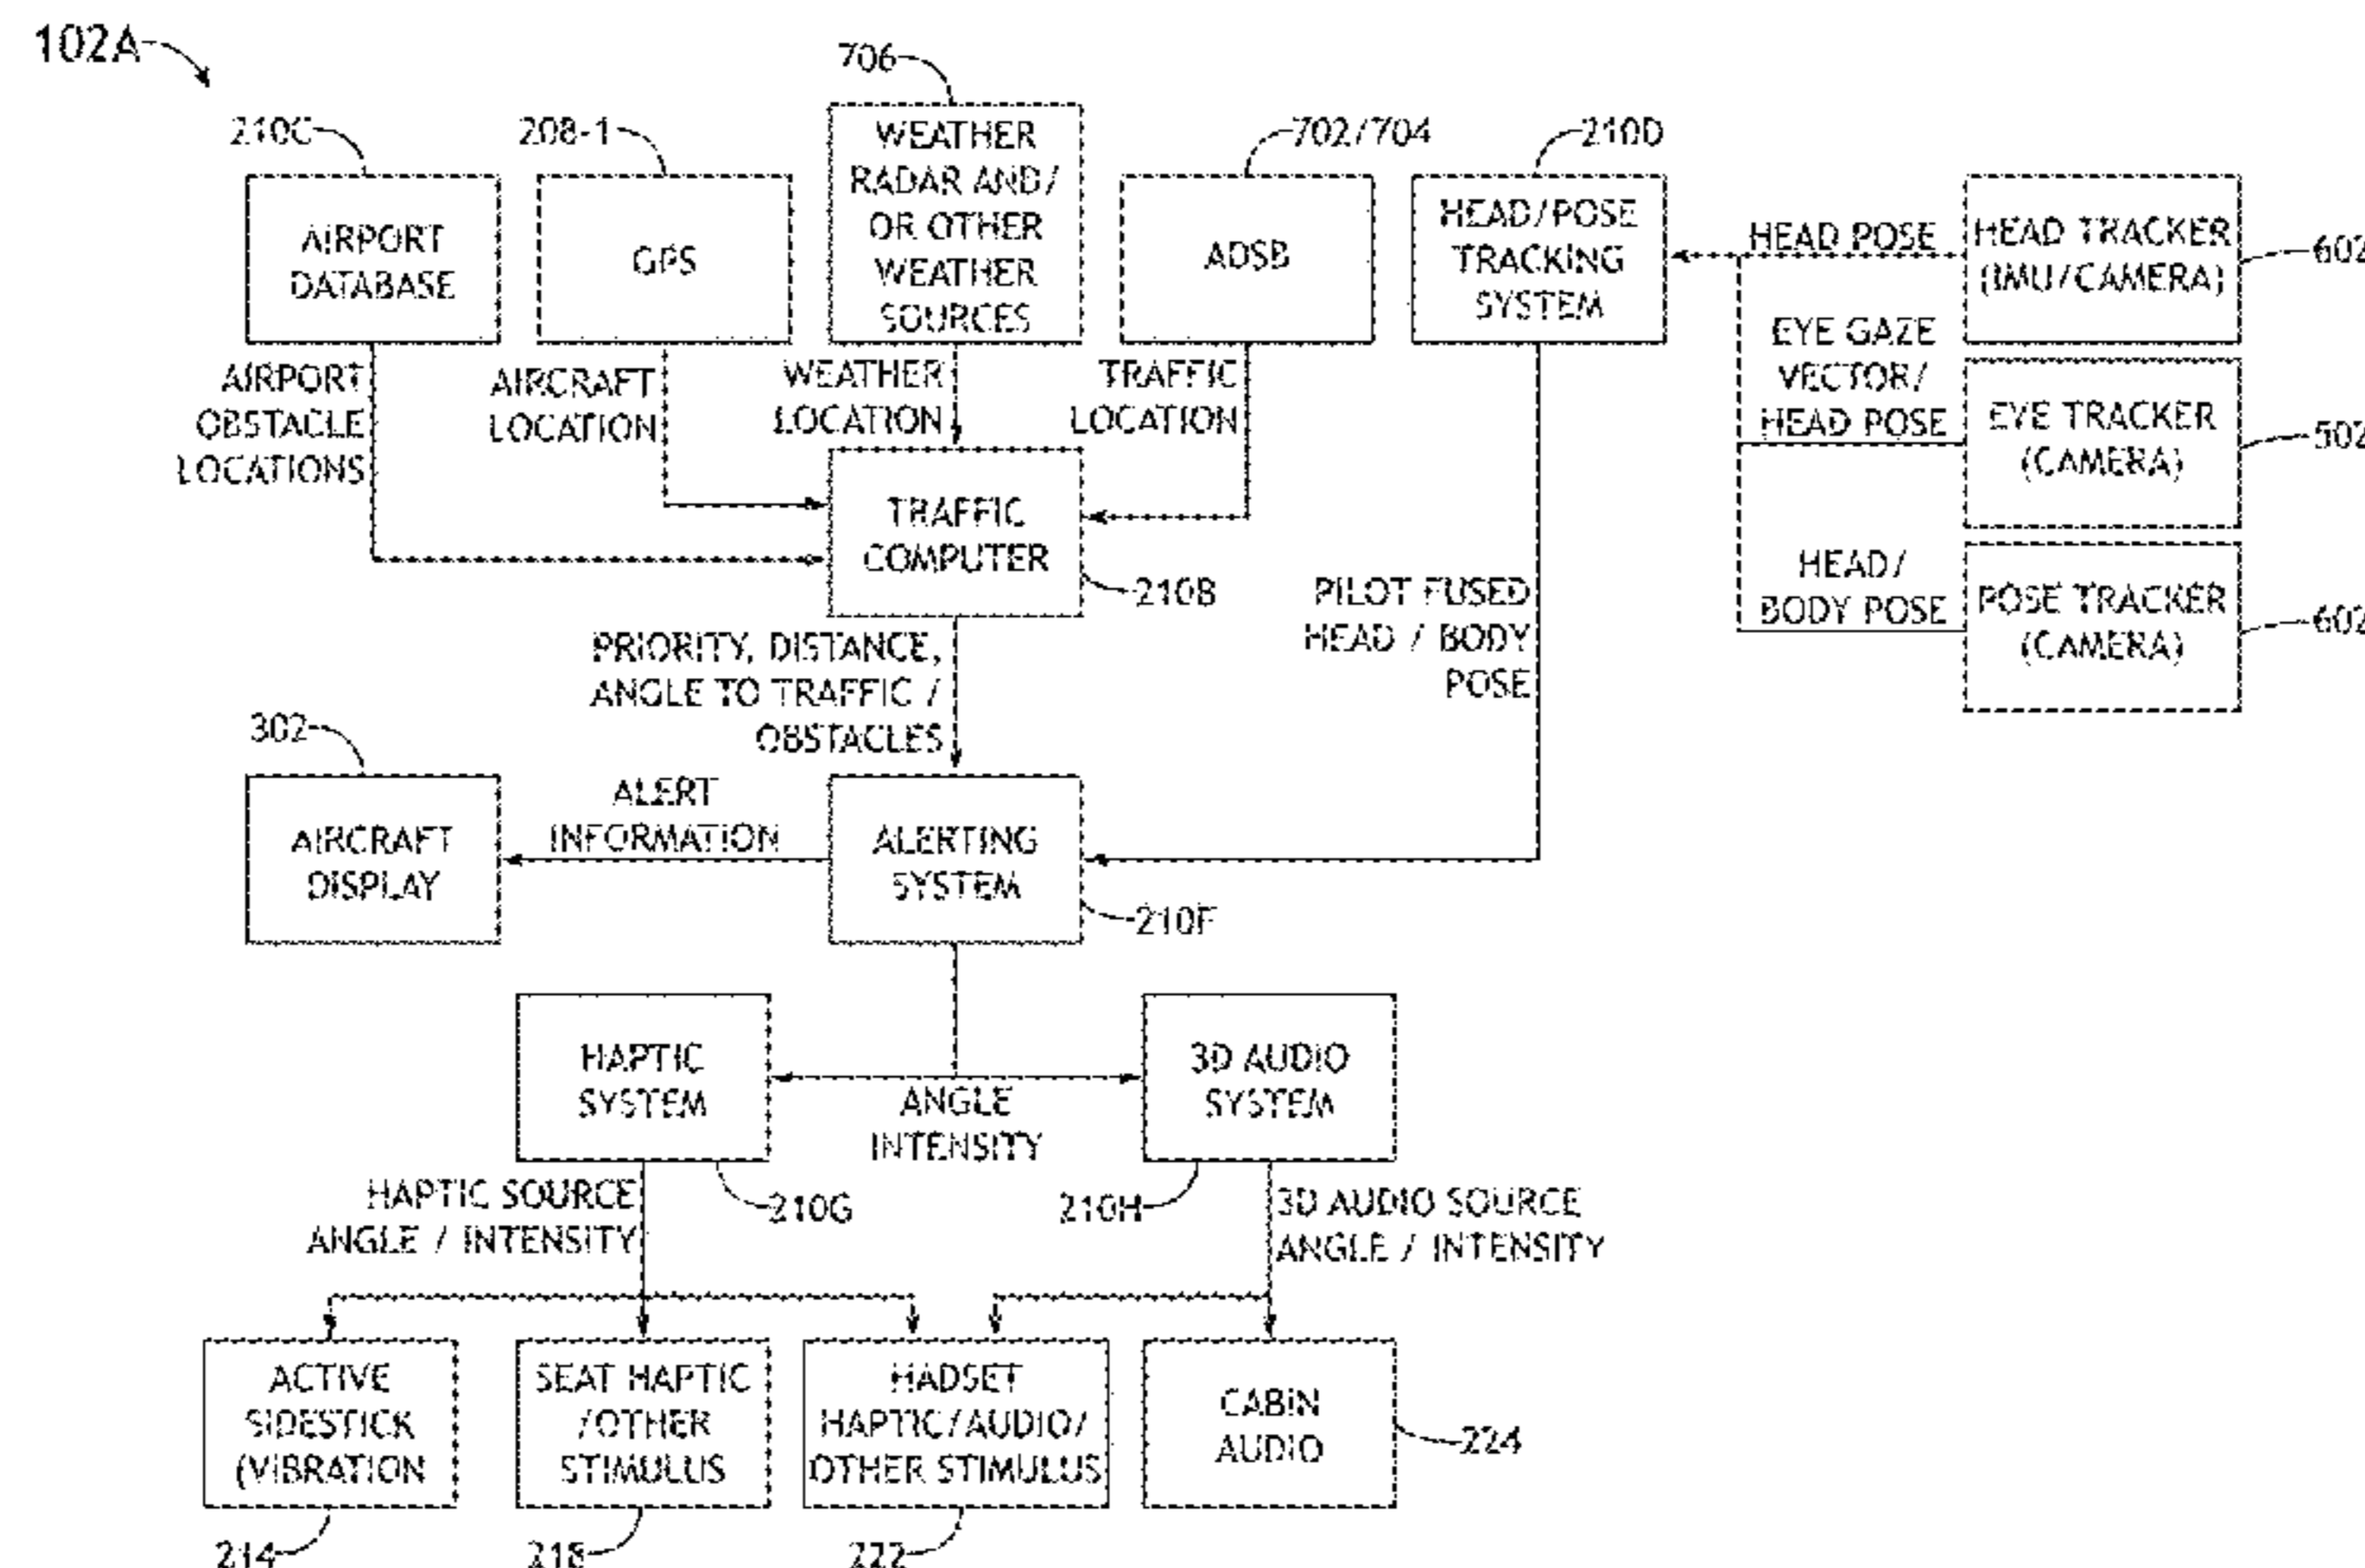 102A
706
210C
208-1
702/704
210D
AIRPORT
DATABASE
GPS
WEATHER
RADAR AND/
OR OTHER
WEATHER
SOURCES
ADSB
HEAD/POSE
TRACKING
SYSTEM
HEAD POSE
HEAD TRACKER
(IMU/CAMERA)
602
AIRPORT
OBSTACLE
LOCATIONS
AIRCRAFT
LOCATION
WEATHER
LOCATION
TRAFFIC
LOCATION
EYE GAZE
VECTOR/
HEAD POSE
EYE TRACKER
(CAMERA)
502
TRAFFIC
COMPUTER
210B
HEAD/
BODY POSE
POSE TRACKER
(CAMERA)
602
PRIORITY, DISTANCE,
ANGLE TO TRAFFIC /
OBSTACLES
PILOT FUSED
HEAD / BODY
POSE
302
AIRCRAFT
DISPLAY
ALERT
INFORMATION
ALERTING
SYSTEM
210F
HAPTIC
SYSTEM
ANGLE
INTENSITY
3D AUDIO
SYSTEM
210G
210H
HAPTIC SOURCE
ANGLE / INTENSITY
3D AUDIO SOURCE
ANGLE / INTENSITY
ACTIVE
SIDESTICK
(VIBRATION
SEAT HAPTIC
/OTHER
STIMULUS
HADSET
HAPTIC/AUDIO/
OTHER STIMULUS
CABIN
AUDIO
224
214
218
222